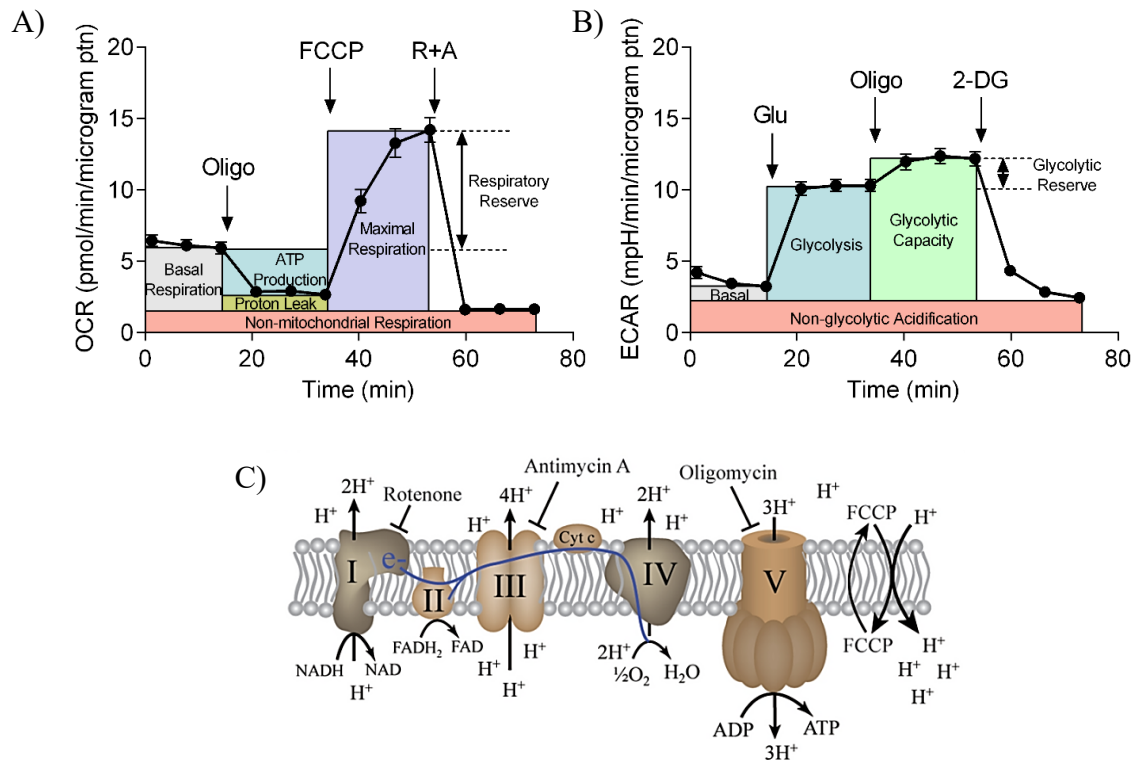 A)
OCR (pmol/min/microgram ptn)
20
15
10
5
0
Oligo
FCCP
R+A
Respiratory
Reserve
Maximal
Respiration
ATP
Production
Basal
Respiration
Proton Leak
Non-mitochondrial Respiration
0 20 40 60 80
Time (min)
B)
ECAR (mpH/min/microgram ptn)
20
15
10
5
0
Glu
Oligo
2-DG
Glycolytic
Reserve
Glycolysis
Glycolytic
Capacity
Basal
Non-glycolytic Acidification
0 20 40 60 80
Time (min)
C)
Antimycin A
Oligomycin
Rotenone
2H⁺
4H⁺
2H⁺
3H⁺
H⁺
H⁺
H⁺
H⁺
H⁺
H⁺
FCCP
H⁺
Cyt c
e-
I
II
III
IV
V
NADH
NAD
H⁺
FADH₂
FAD
H⁺
H⁺
H⁺
2H⁺
½O₂
H₂O
FCCP
H⁺
H⁺
H⁺
H⁺
H⁺
ADP
ATP
3H⁺